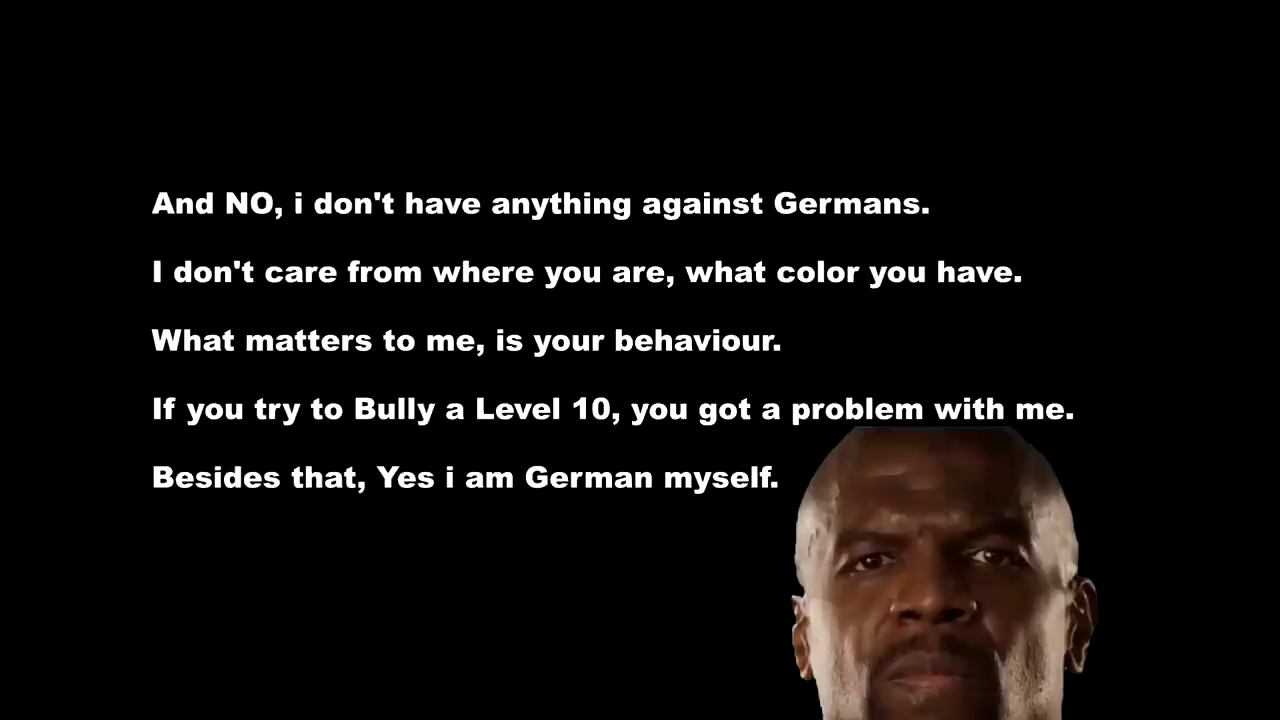 And NO, i don't have anything against Germans.
I don't care from where you are, what color you have.
What matters to me, is your behaviour.
If you try to Bully a Level 10, you got a problem with me.
Besides that, Yes i am German myself.